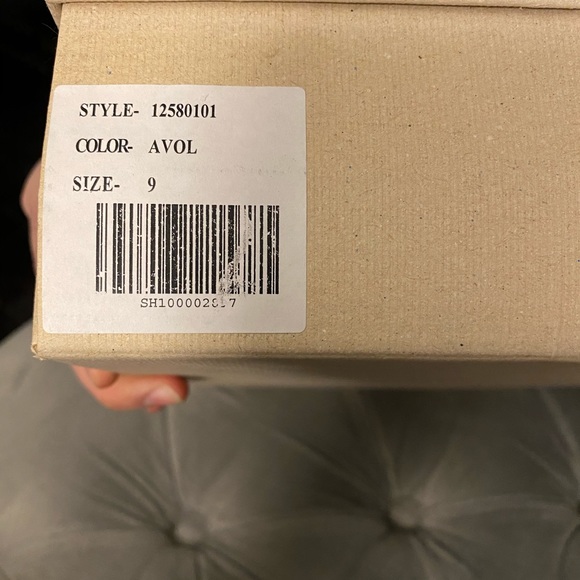 STYLE- 12580101
COLOR- AVOL
SIZE- 9